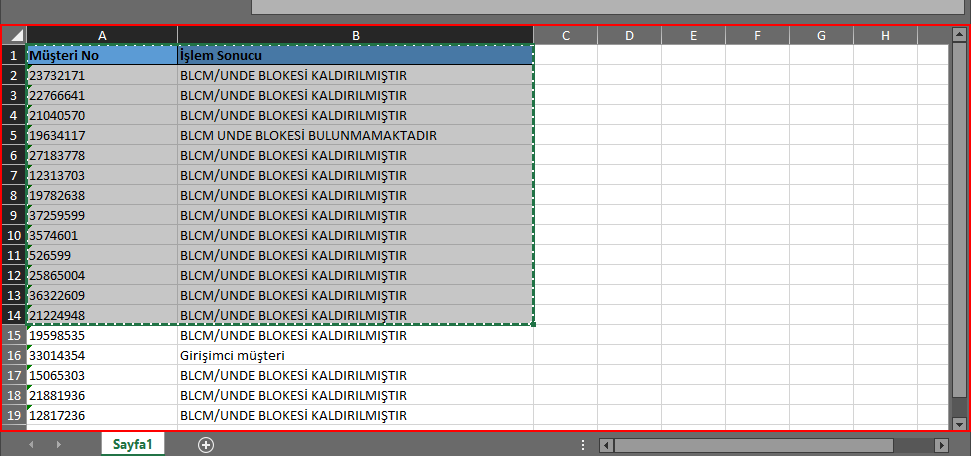 A B C D E F G H
1 Müşteri No İşlem Sonucu
2 23732171 BLCM/UNDE BLOKESİ KALDIRILMIŞTIR
3 22766641 BLCM/UNDE BLOKESİ KALDIRILMIŞTIR
4 21040570 BLCM/UNDE BLOKESİ KALDIRILMIŞTIR
5 19634117 BLCM UNDE BLOKESİ BULUNMAMAKTADIR
6 27183778 BLCM/UNDE BLOKESİ KALDIRILMIŞTIR
7 12313703 BLCM/UNDE BLOKESİ KALDIRILMIŞTIR
8 19782638 BLCM/UNDE BLOKESİ KALDIRILMIŞTIR
9 37259599 BLCM/UNDE BLOKESİ KALDIRILMIŞTIR
10 3574601 BLCM/UNDE BLOKESİ KALDIRILMIŞTIR
11 526599 BLCM/UNDE BLOKESİ KALDIRILMIŞTIR
12 25865004 BLCM/UNDE BLOKESİ KALDIRILMIŞTIR
13 36322609 BLCM/UNDE BLOKESİ KALDIRILMIŞTIR
14 21224948 BLCM/UNDE BLOKESİ KALDIRILMIŞTIR
15 19598535 BLCM/UNDE BLOKESİ KALDIRILMIŞTIR
16 33014354 Girişimci müşteri
17 15065303 BLCM/UNDE BLOKESİ KALDIRILMIŞTIR
18 21881936 BLCM/UNDE BLOKESİ KALDIRILMIŞTIR
19 12817236 BLCM/UNDE BLOKESİ KALDIRILMIŞTIR
Sayfa1